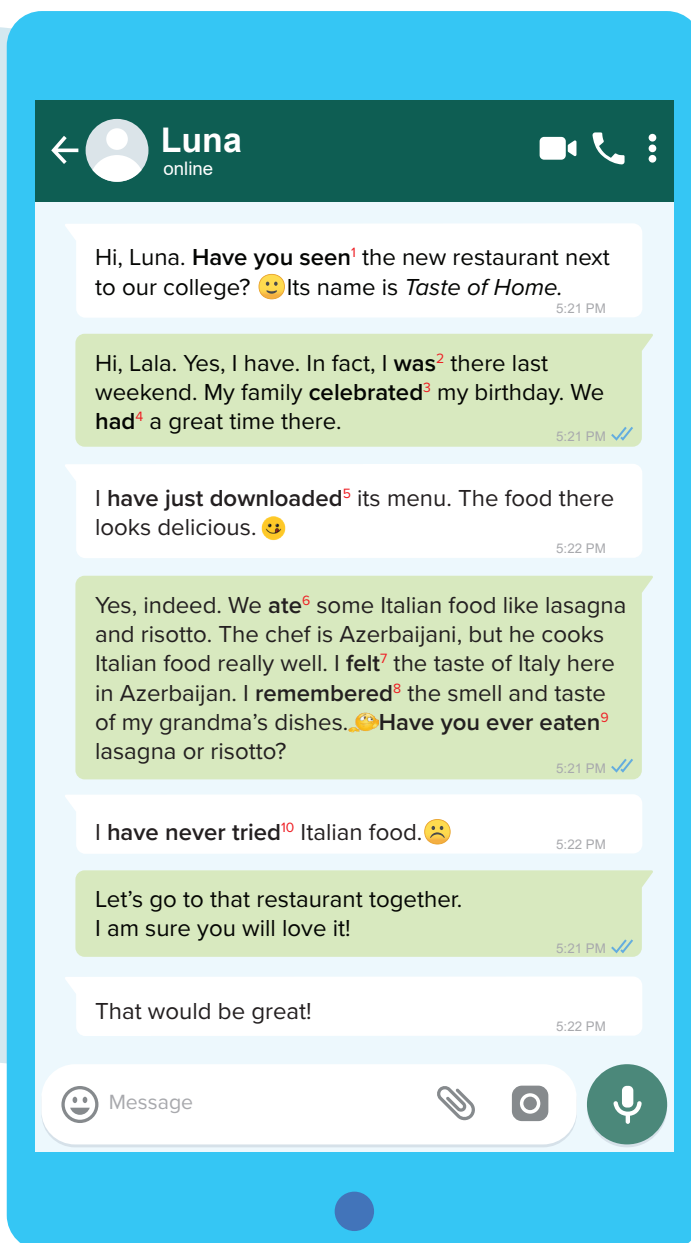 Luna
online
Hi, Luna. Have you seen¹ the new restaurant next
to our college? 🙂Its name is Taste of Home.
5:21 PM
Hi, Lala. Yes, I have. In fact, I was² there last
weekend. My family celebrated³ my birthday. We
had⁴ a great time there.
5:21 PM
I have just downloaded⁵ its menu. The food there
looks delicious. 😋
5:22 PM
Yes, indeed. We ate⁶ some Italian food like lasagna
and risotto. The chef is Azerbaijani, but he cooks
Italian food really well. I felt⁷ the taste of Italy here
in Azerbaijan. I remembered⁸ the smell and taste
of my grandma’s dishes.Have you ever eaten⁹
lasagna or risotto?
5:21 PM
I have never tried¹⁰ Italian food.☹️
5:22 PM
Let’s go to that restaurant together.
I am sure you will love it!
5:21 PM
That would be great!
5:22 PM
Message